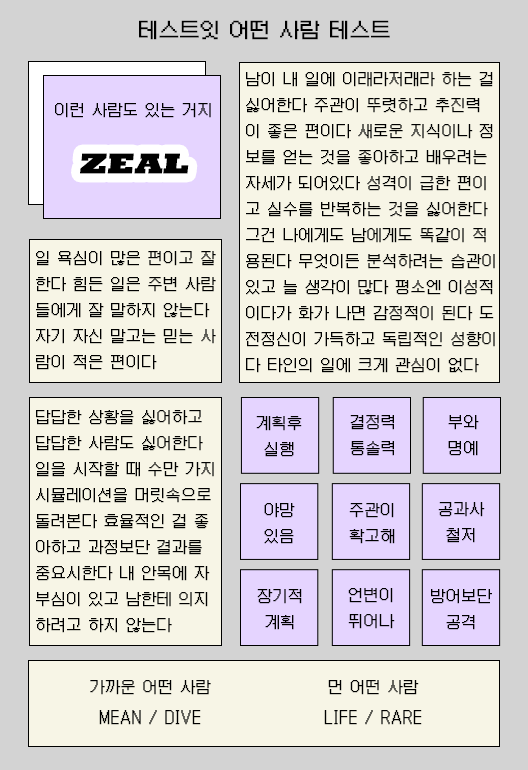 테스트잇 어떤 사람 테스트
이런 사람도 있는 거지
ZEAL
남이 내 일에 이래라저래라 하는 걸
싫어한다 주관이 뚜렷하고 추진력
이 좋은 편이다 새로운 지식이나 정
보를 얻는 것을 좋아하고 배우려는
자세가 되어있다 성격이 급한 편이
고 실수를 반복하는 것을 싫어한다
그건 나에게도 남에게도 똑같이 적
용된다 무엇이든 분석하려는 습관이
있고 늘 생각이 많다 평소엔 이성적
이다가 화가 나면 감정적이 된다 도
전정신이 가득하고 독립적인 성향이
다 타인의 일에 크게 관심이 없다
일 욕심이 많은 편이고 잘
한다 힘든 일은 주변 사람
들에게 잘 말하지 않는다
자기 자신 말고는 믿는 사
람이 적은 편이다
답답한 상황을 싫어하고
답답한 사람도 싫어한다
일을 시작할 때 수만 가지
시뮬레이션을 머릿속으로
돌려본다 효율적인 걸 좋
아하고 과정보단 결과를
중요시한다 내 안목에 자
부심이 있고 남한테 의지
하려고 하지 않는다
계획후
실행
결정력
통솔력
부와
명예
야망
있음
주관이
확고해
공과사
철저
장기적
계획
언변이
뛰어나
방어보단
공격
가까운 어떤 사람
MEAN / DIVE
먼 어떤 사람
LIFE / RARE